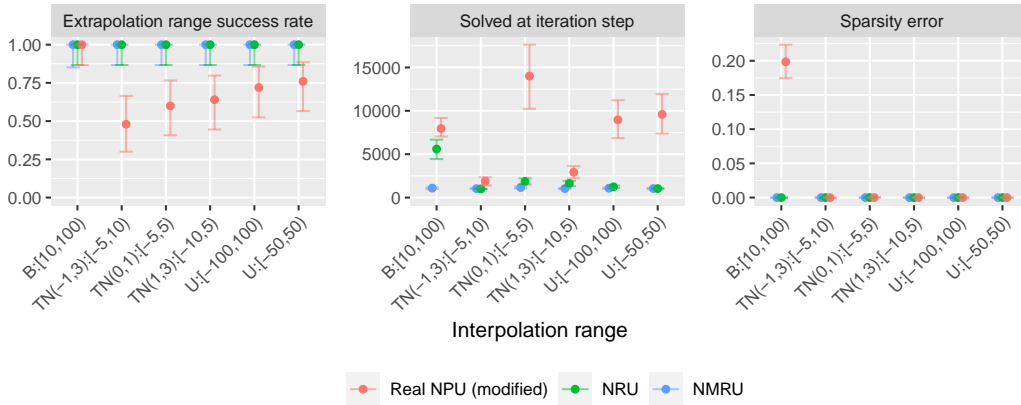 Extrapolation range success rate
1.00
0.75
0.50
0.25
0.00
B:[10,100)
TN(−1,3):[−5,10)
TN(0,1):[−5,5)
TN(1,3):[−10,5)
U:[−100,100)
U:[−50,50)
Solved at iteration step
15000
10000
5000
0
B:[10,100)
TN(−1,3):[−5,10)
TN(0,1):[−5,5)
TN(1,3):[−10,5)
U:[−100,100)
U:[−50,50)
Sparsity error
0.20
0.15
0.10
0.05
0.00
B:[10,100)
TN(−1,3):[−5,10)
TN(0,1):[−5,5)
TN(1,3):[−10,5)
U:[−100,100)
U:[−50,50)
Interpolation range
Real NPU (modified) NRU NMRU